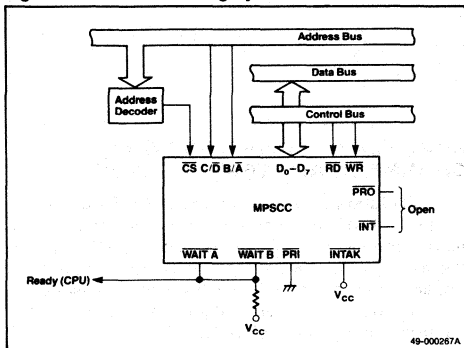 Address Bus
Data Bus
Address
Decoder
Control Bus
CS C/D B/A D0–D7 RD WR
PRO
MPSCC
Open
INT
WAIT A WAIT B PRI INTAK
Ready (CPU)
VCC
VCC
49-000267A